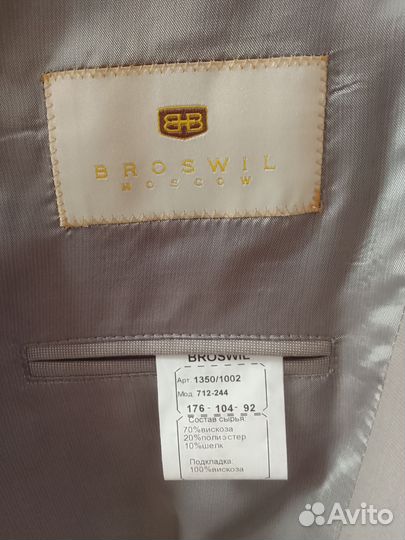 BB
BROSWIL
MOSCOW
BROSWIL
Арт. 1350/1002
Мод. 712-244
176 - 104 - 92
Состав сырья:
70%вискоза
20%полиэстер
10%шелк
Подкладка:
100%вискоза
Avito